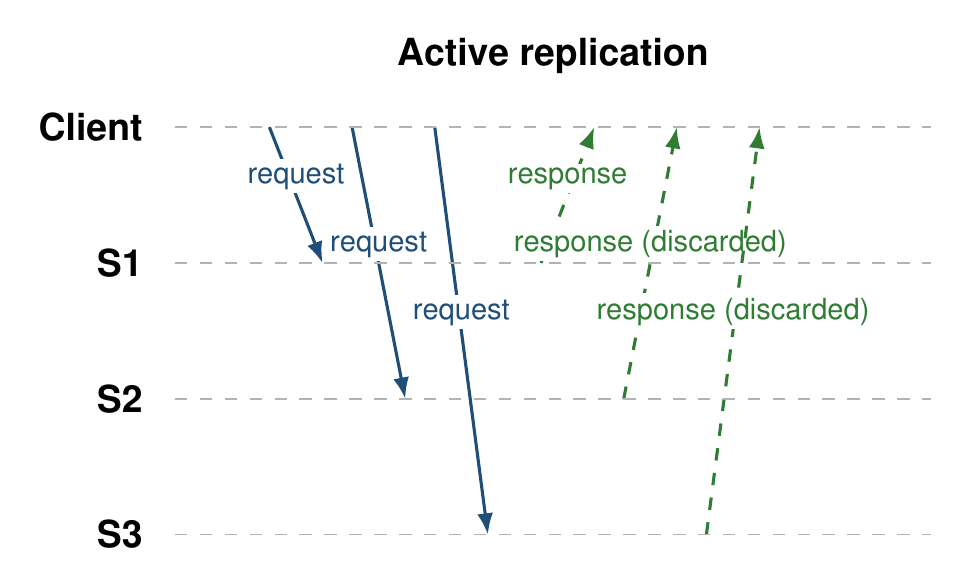 Active replication
Client
request
response
request
response (discarded)
S1
request
response (discarded)
S2
S3